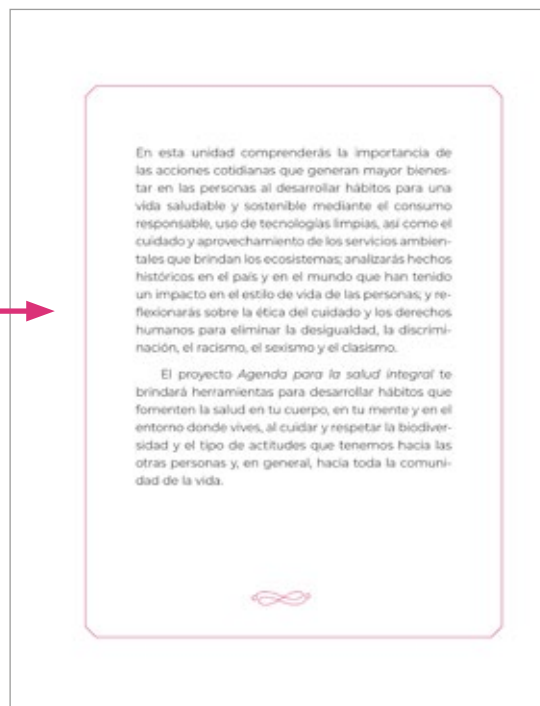 En esta unidad comprenderás la importancia de
las acciones cotidianas que generan mayor bienes-
tar en las personas al desarrollar hábitos para una
vida saludable y sostenible mediante el consumo
responsable, uso de tecnologías limpias, así como el
cuidado y aprovechamiento de los servicios ambien-
tales que brindan los ecosistemas; analizarás hechos
históricos en el país y en el mundo que han tenido
un impacto en el estilo de vida de las personas; y re-
flexionarás sobre la ética del cuidado y los derechos
humanos para eliminar la desigualdad, la discrimi-
nación, el racismo, el sexismo y el clasismo.
El proyecto Agenda para la salud integral te
brindará herramientas para desarrollar hábitos que
fomenten la salud en tu cuerpo, en tu mente y en el
entorno donde vives, al cuidar y respetar la biodiver-
sidad y el tipo de actitudes que tenemos hacia las
otras personas y, en general, hacia toda la comuni-
dad de la vida.